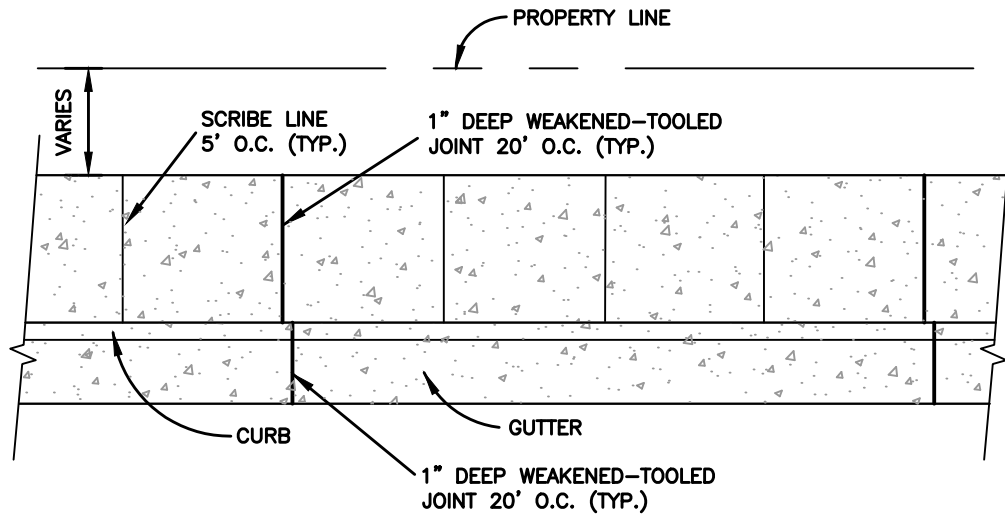 PROPERTY LINE
VARIES
SCRIBE LINE
5' O.C. (TYP.)
1" DEEP WEAKENED-TOOLED
JOINT 20' O.C. (TYP.)
CURB
GUTTER
1" DEEP WEAKENED-TOOLED
JOINT 20' O.C. (TYP.)